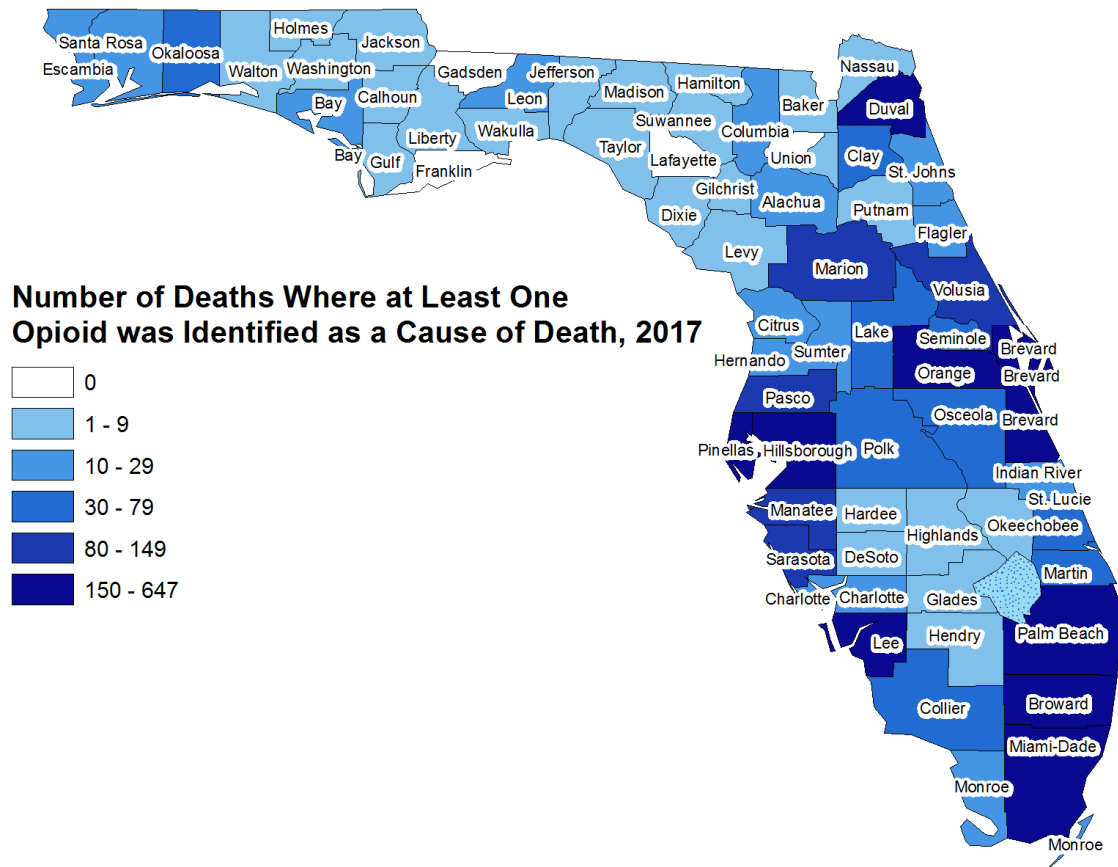 Holmes
Santa Rosa
Okaloosa
Jackson
Escambia
Walton
Washington
Gadsden
Jefferson
Nassau
Bay
Calhoun
Leon
Madison
Hamilton
Baker
Duval
Liberty
Wakulla
Suwannee
Columbia
Bay
Gulf
Franklin
Taylor
Lafayette
Union
Clay
St. Johns
Gilchrist
Alachua
Dixie
Putnam
Flagler
Levy
Marion
Volusia
Number of Deaths Where at Least One
Opioid was Identified as a Cause of Death, 2017
0
1 - 9
10 - 29
30 - 79
80 - 149
150 - 647
Citrus
Lake
Seminole
Brevard
Hernando
Sumter
Orange
Brevard
Pasco
Osceola
Brevard
Pinellas
Hillsborough
Polk
Indian River
St. Lucie
Manatee
Hardee
Okeechobee
Highlands
Sarasota
DeSoto
Martin
Charlotte
Charlotte
Glades
Lee
Hendry
Palm Beach
Collier
Broward
Miami-Dade
Monroe
Monroe